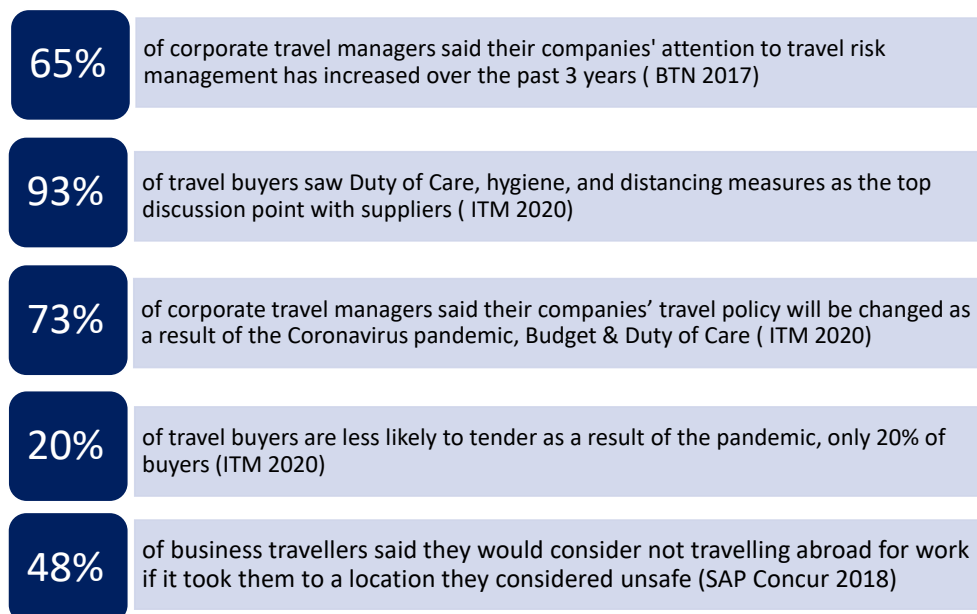 65%
of corporate travel managers said their companies' attention to travel risk
management has increased over the past 3 years ( BTN 2017)
93%
of travel buyers saw Duty of Care, hygiene, and distancing measures as the top
discussion point with suppliers ( ITM 2020)
73%
of corporate travel managers said their companies’ travel policy will be changed as
a result of the Coronavirus pandemic, Budget & Duty of Care ( ITM 2020)
20%
of travel buyers are less likely to tender as a result of the pandemic, only 20% of
buyers (ITM 2020)
48%
of business travellers said they would consider not travelling abroad for work
if it took them to a location they considered unsafe (SAP Concur 2018)